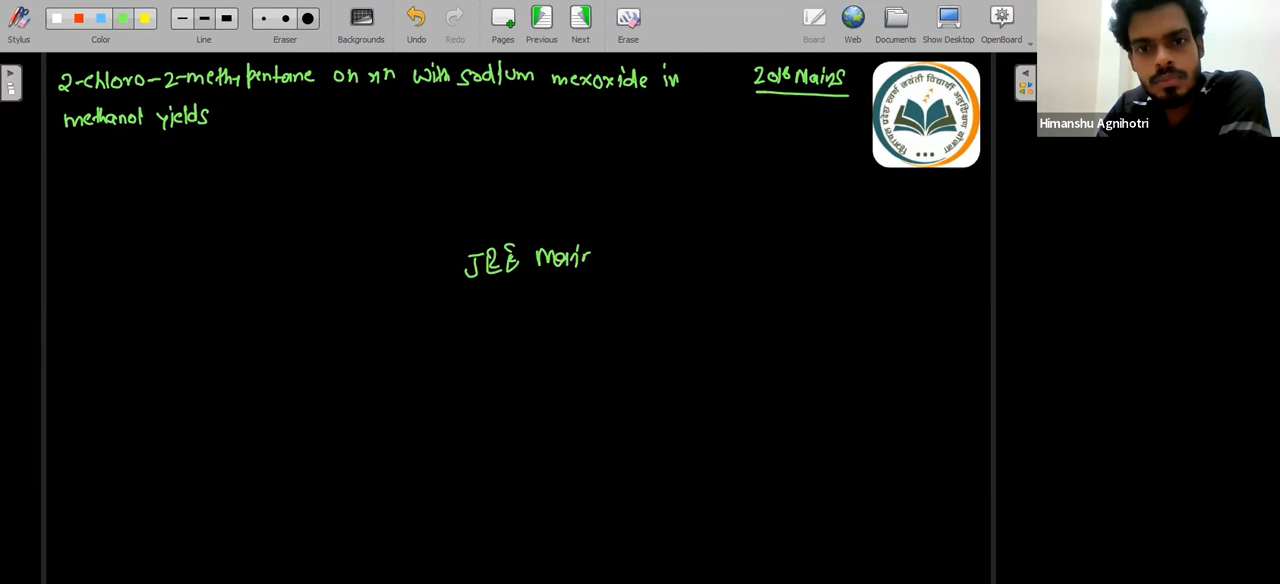 Stylus
Color
Line
Eraser
Backgrounds
Undo
Redo
Pages
Previous
Next
Erase
Board
Web
Documents
Show Desktop
OpenBoard
2-chloro-2-methylpentane on rxn with sodium mexoxide in
methanol yields
2016 Mains
Himanshu Agnihotri
JEE Main